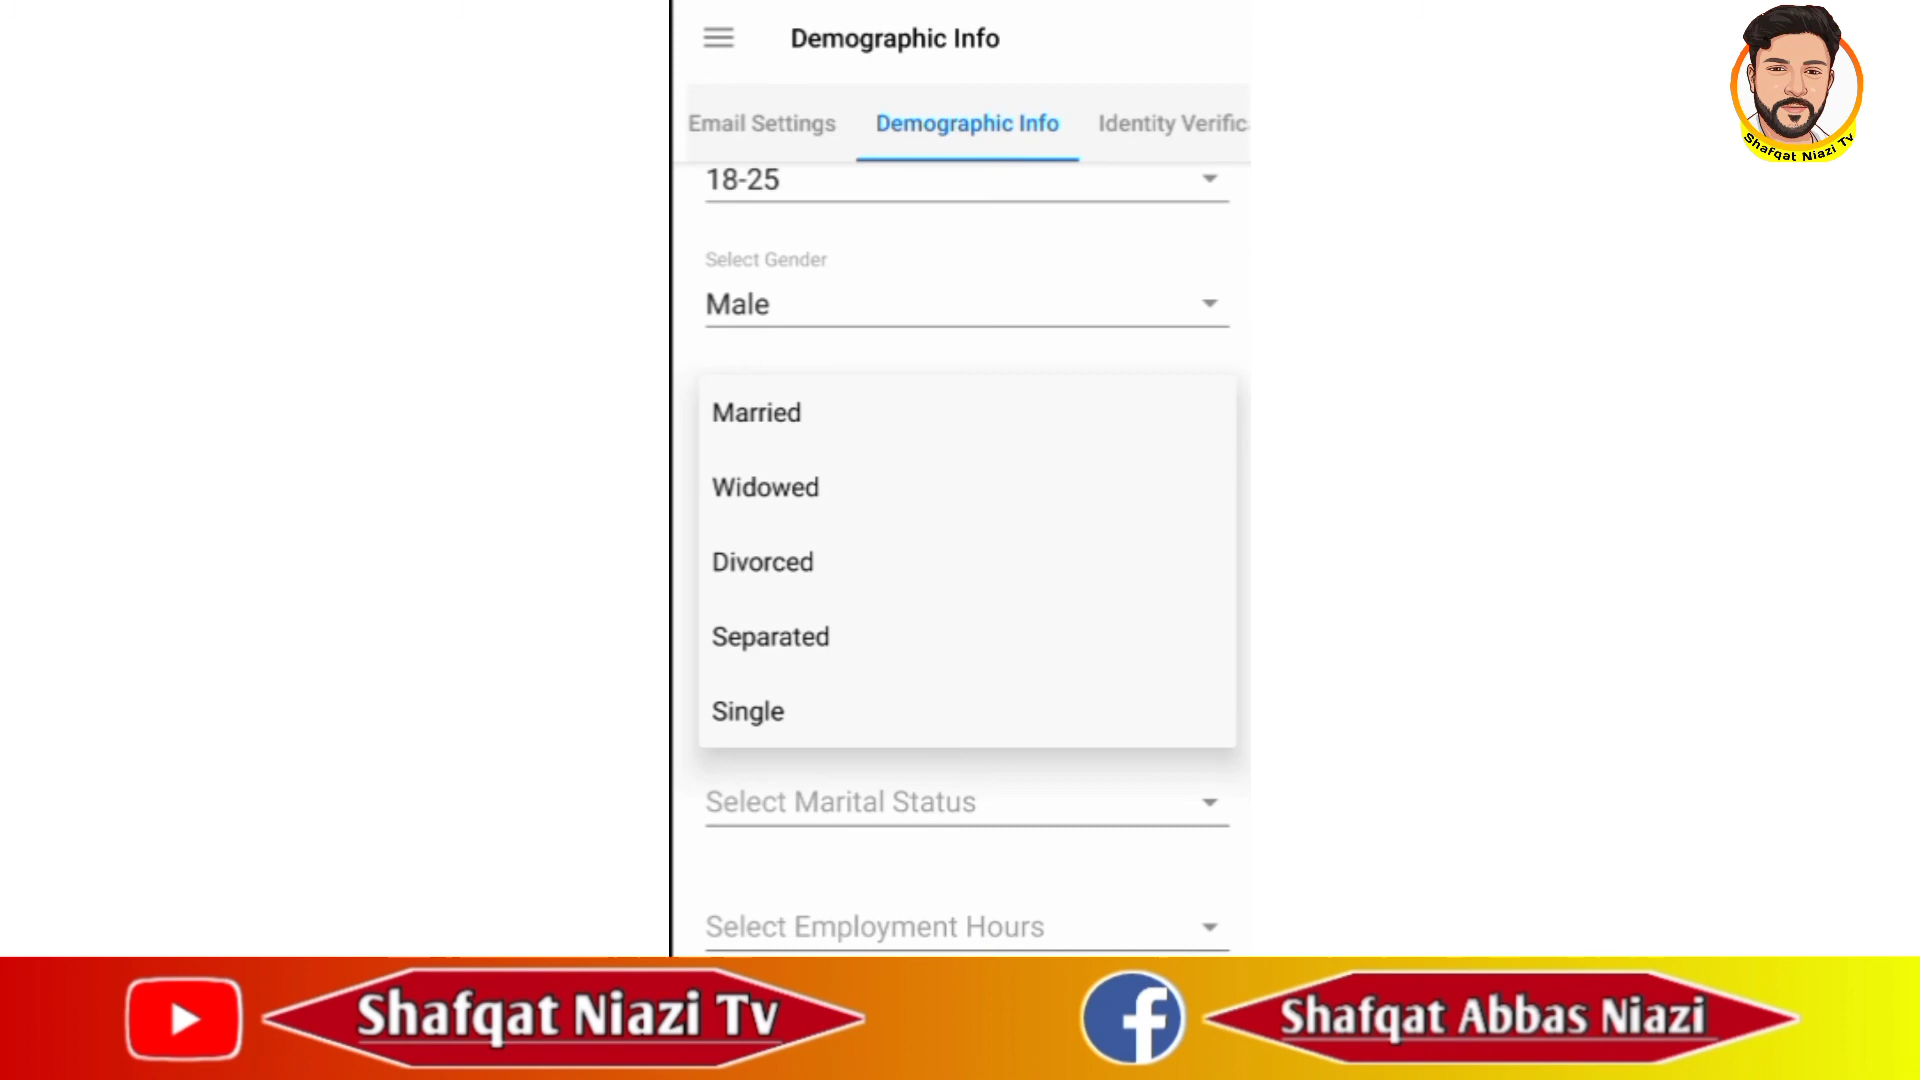 Demographic Info
Email Settings Demographic Info Identity Verific
18-25
Select Gender
Male
Married
Widowed
Divorced
Separated
Single
Select Marital Status
Select Employment Hours
Shafqat Niazi Tv
Shafqat Niazi Tv
Shafqat Abbas Niazi